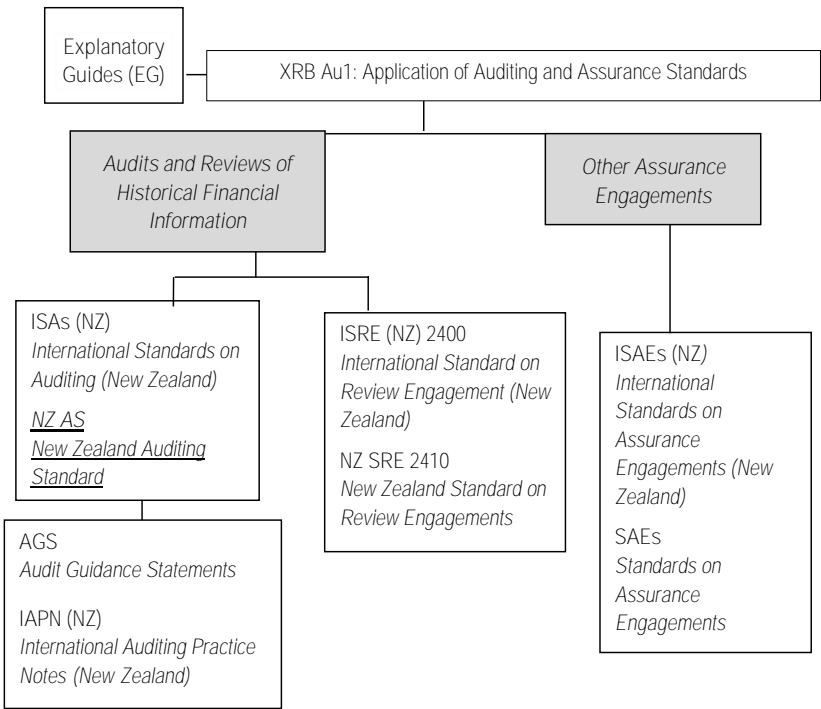 Explanatory
Guides (EG)
XRB Au1: Application of Auditing and Assurance Standards
Audits and Reviews of
Historical Financial
Information
Other Assurance
Engagements
ISAs (NZ)
International Standards on
Auditing (New Zealand)
NZ AS
New Zealand Auditing
Standard
ISRE (NZ) 2400
International Standard on
Review Engagement (New
Zealand)
NZ SRE 2410
New Zealand Standard on
Review Engagements
ISAEs (NZ)
International
Standards on
Assurance
Engagements (New
Zealand)
SAEs
Standards on
Assurance
Engagements
AGS
Audit Guidance Statements
IAPN (NZ)
International Auditing Practice
Notes (New Zealand)